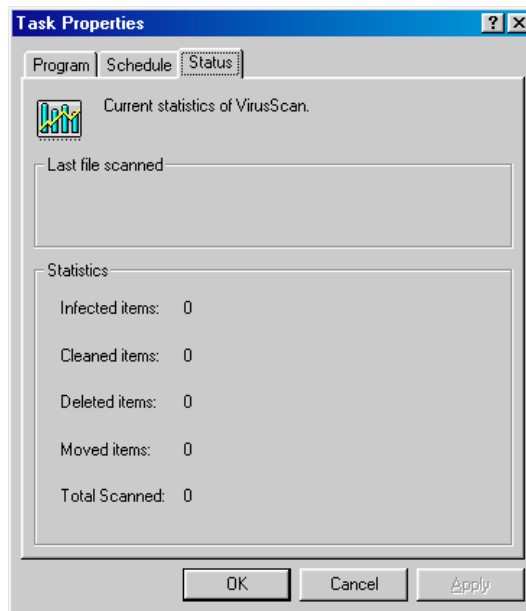 Task Properties
Program
Schedule
Status
Current statistics of VirusScan.
Last file scanned
Statistics
Infected items: 0
Cleaned items: 0
Deleted items: 0
Moved items: 0
Total Scanned: 0
OK
Cancel
Apply